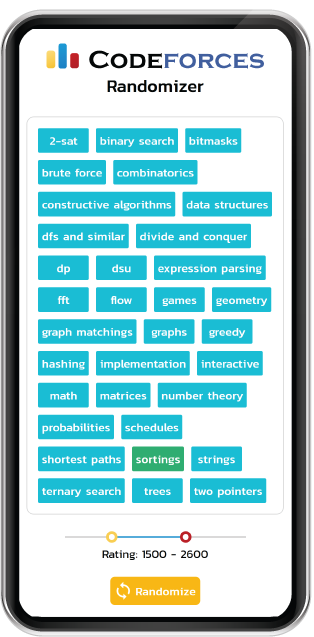 CODEFORCES
Randomizer
2-sat binary search bitmasks
brute force combinatorics
constructive algorithms data structures
dfs and similar divide and conquer
dp dsu expression parsing
fft flow games geometry
graph matchings graphs greedy
hashing implementation interactive
math matrices number theory
probabilities schedules
shortest paths sortings strings
ternary search trees two pointers
Rating: 1500 - 2600
Randomize